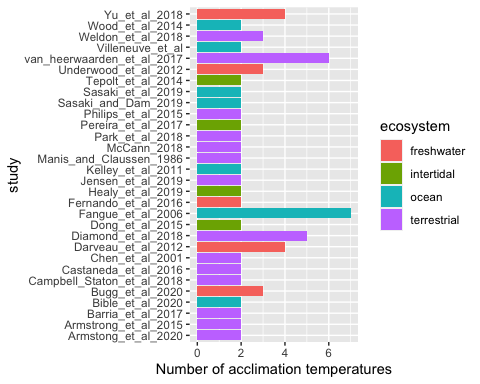 Yu_et_al_2018
Wood_et_al_2014
Weldon_et_al_2018
Villeneuve_et_al
van_heerwaarden_et_al_2017
Underwood_et_al_2012
Tepolt_et_al_2014
Sasaki_et_al_2019
Sasaki_and_Dam_2019
Philips_et_al_2015
Pereira_et_al_2017
Park_et_al_2018
McCann_2018
Manis_and_Claussen_1986
Kelley_et_al_2011
Jensen_et_al_2019
Healy_et_al_2019
Fernando_et_al_2016
Fangue_et_al_2006
Dong_et_al_2015
Diamond_et_al_2018
Darveau_et_al_2012
Chen_et_al_2001
Castaneda_et_al_2016
Campbell_Staton_et_al_2018
Bugg_et_al_2020
Bible_et_al_2020
Barria_et_al_2017
Armstrong_et_al_2015
Armstong_et_al_2020
study
0 2 4 6
Number of acclimation temperatures
ecosystem
freshwater
intertidal
ocean
terrestrial